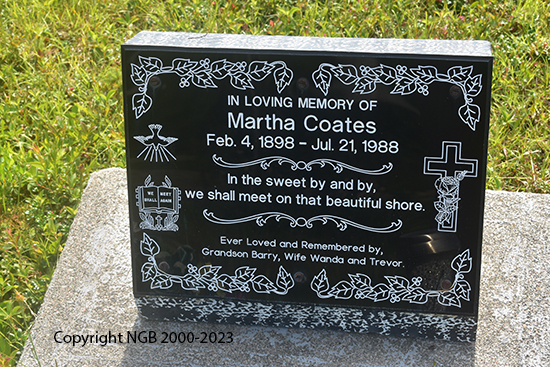 IN LOVING MEMORY OF
Martha Coates
Feb. 4, 1898 – Jul. 21, 1988
In the sweet by and by,
we shall meet on that beautiful shore.
WE MEET
SHALL AGAIN
Ever Loved and Remembered by,
Grandson Barry, Wife Wanda and Trevor.
Copyright NGB 2000-2023